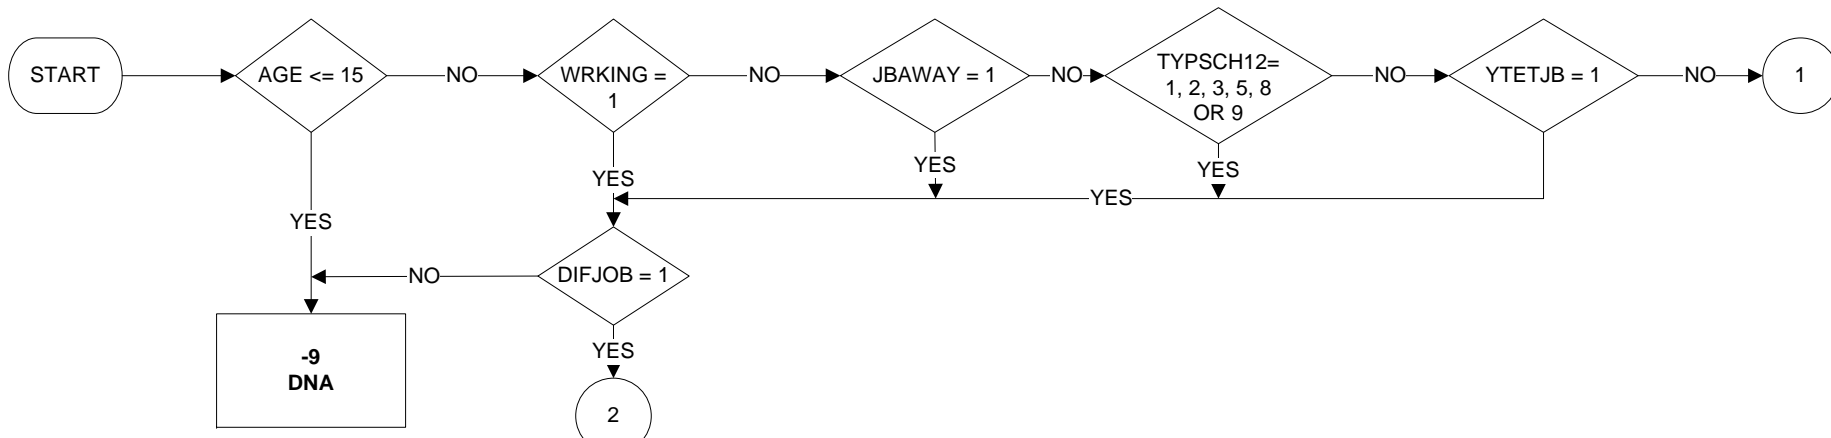 START
AGE <= 15
NO
WRKING =
1
NO
JBAWAY = 1
NO
TYPSCH12=
1, 2, 3, 5, 8
OR 9
NO
YTETJB = 1
NO
1
YES
YES
YES
YES
YES
DIFJOB = 1
NO
-9
DNA
YES
2